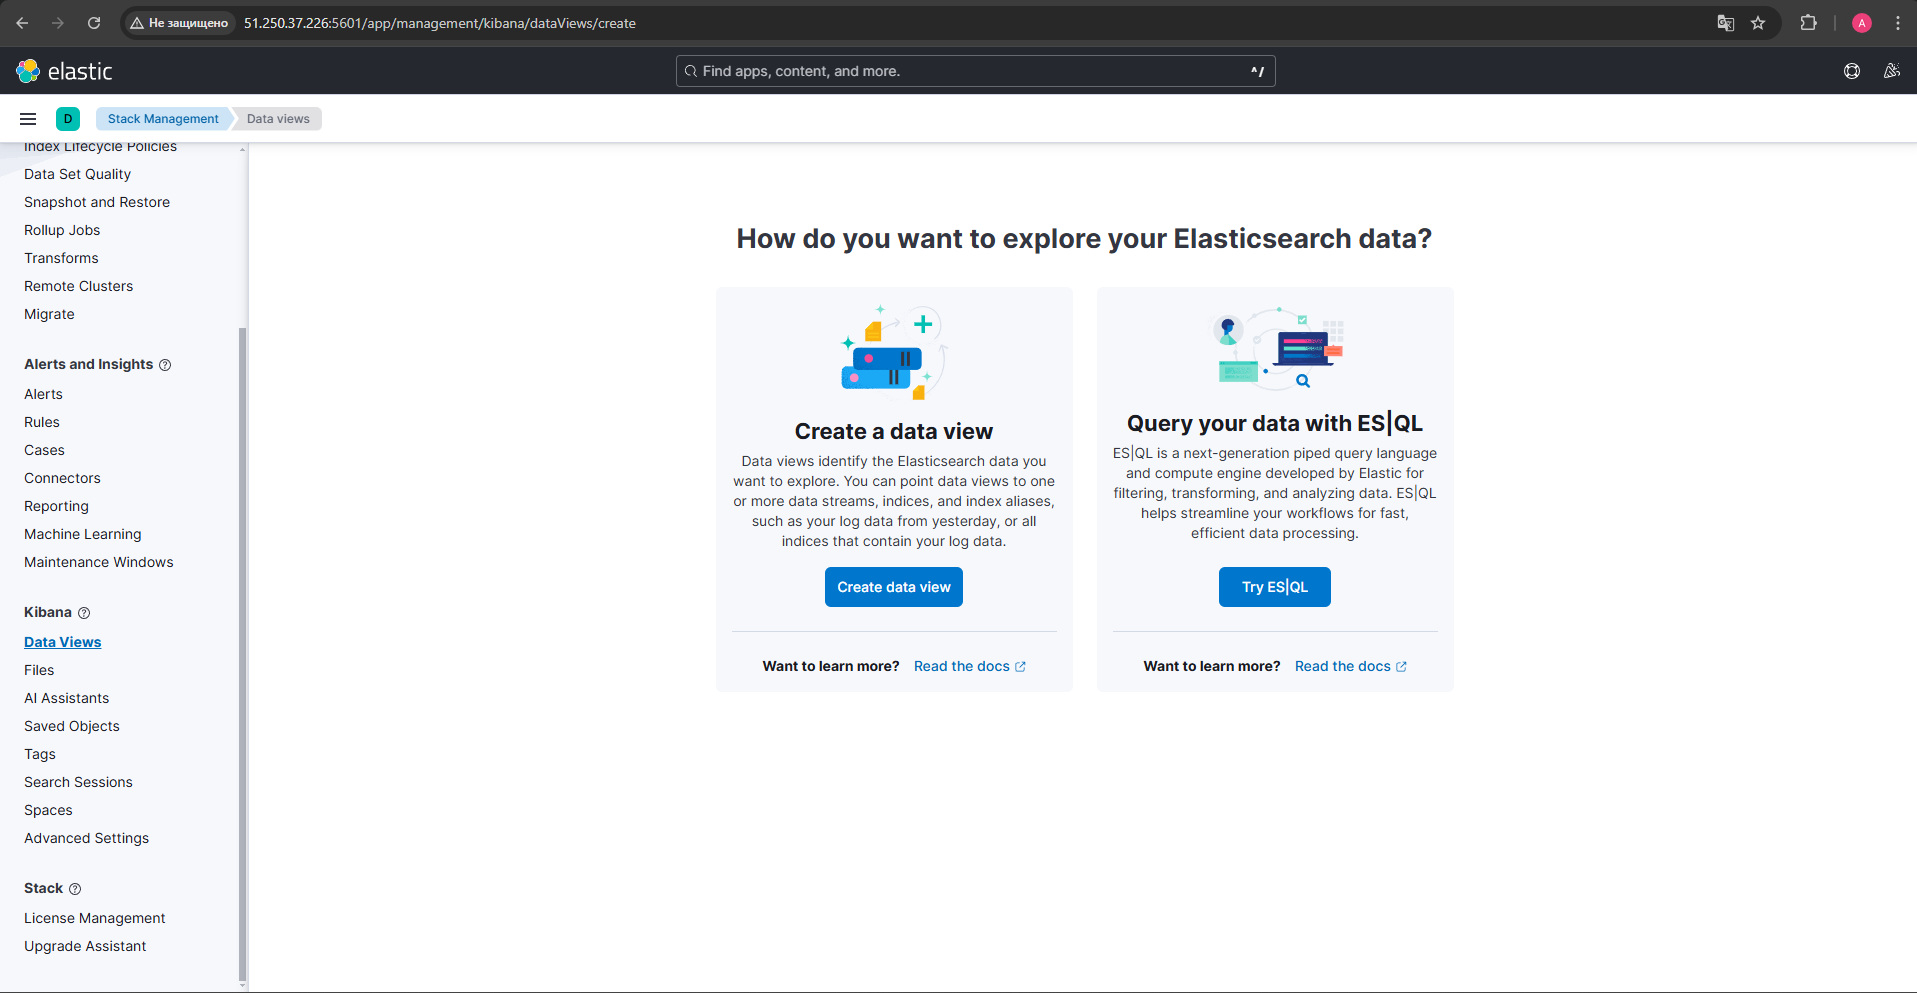 Не защищено
51.250.37.226:5601/app/management/kibana/dataViews/create
A
elastic
Find apps, content, and more.
^/
D
Stack Management
Data views
Index Lifecycle Policies
Data Set Quality
Snapshot and Restore
Rollup Jobs
Transforms
Remote Clusters
Migrate
Alerts and Insights
Alerts
Rules
Cases
Connectors
Reporting
Machine Learning
Maintenance Windows
Kibana
Data Views
Files
AI Assistants
Saved Objects
Tags
Search Sessions
Spaces
Advanced Settings
Stack
License Management
Upgrade Assistant
How do you want to explore your Elasticsearch data?
Create a data view
Data views identify the Elasticsearch data you
want to explore. You can point data views to one
or more data streams, indices, and index aliases,
such as your log data from yesterday, or all
indices that contain your log data.
Create data view
Want to learn more? Read the docs
Query your data with ES|QL
ES|QL is a next-generation piped query language
and compute engine developed by Elastic for
filtering, transforming, and analyzing data. ES|QL
helps streamline your workflows for fast,
efficient data processing.
Try ES|QL
Want to learn more? Read the docs